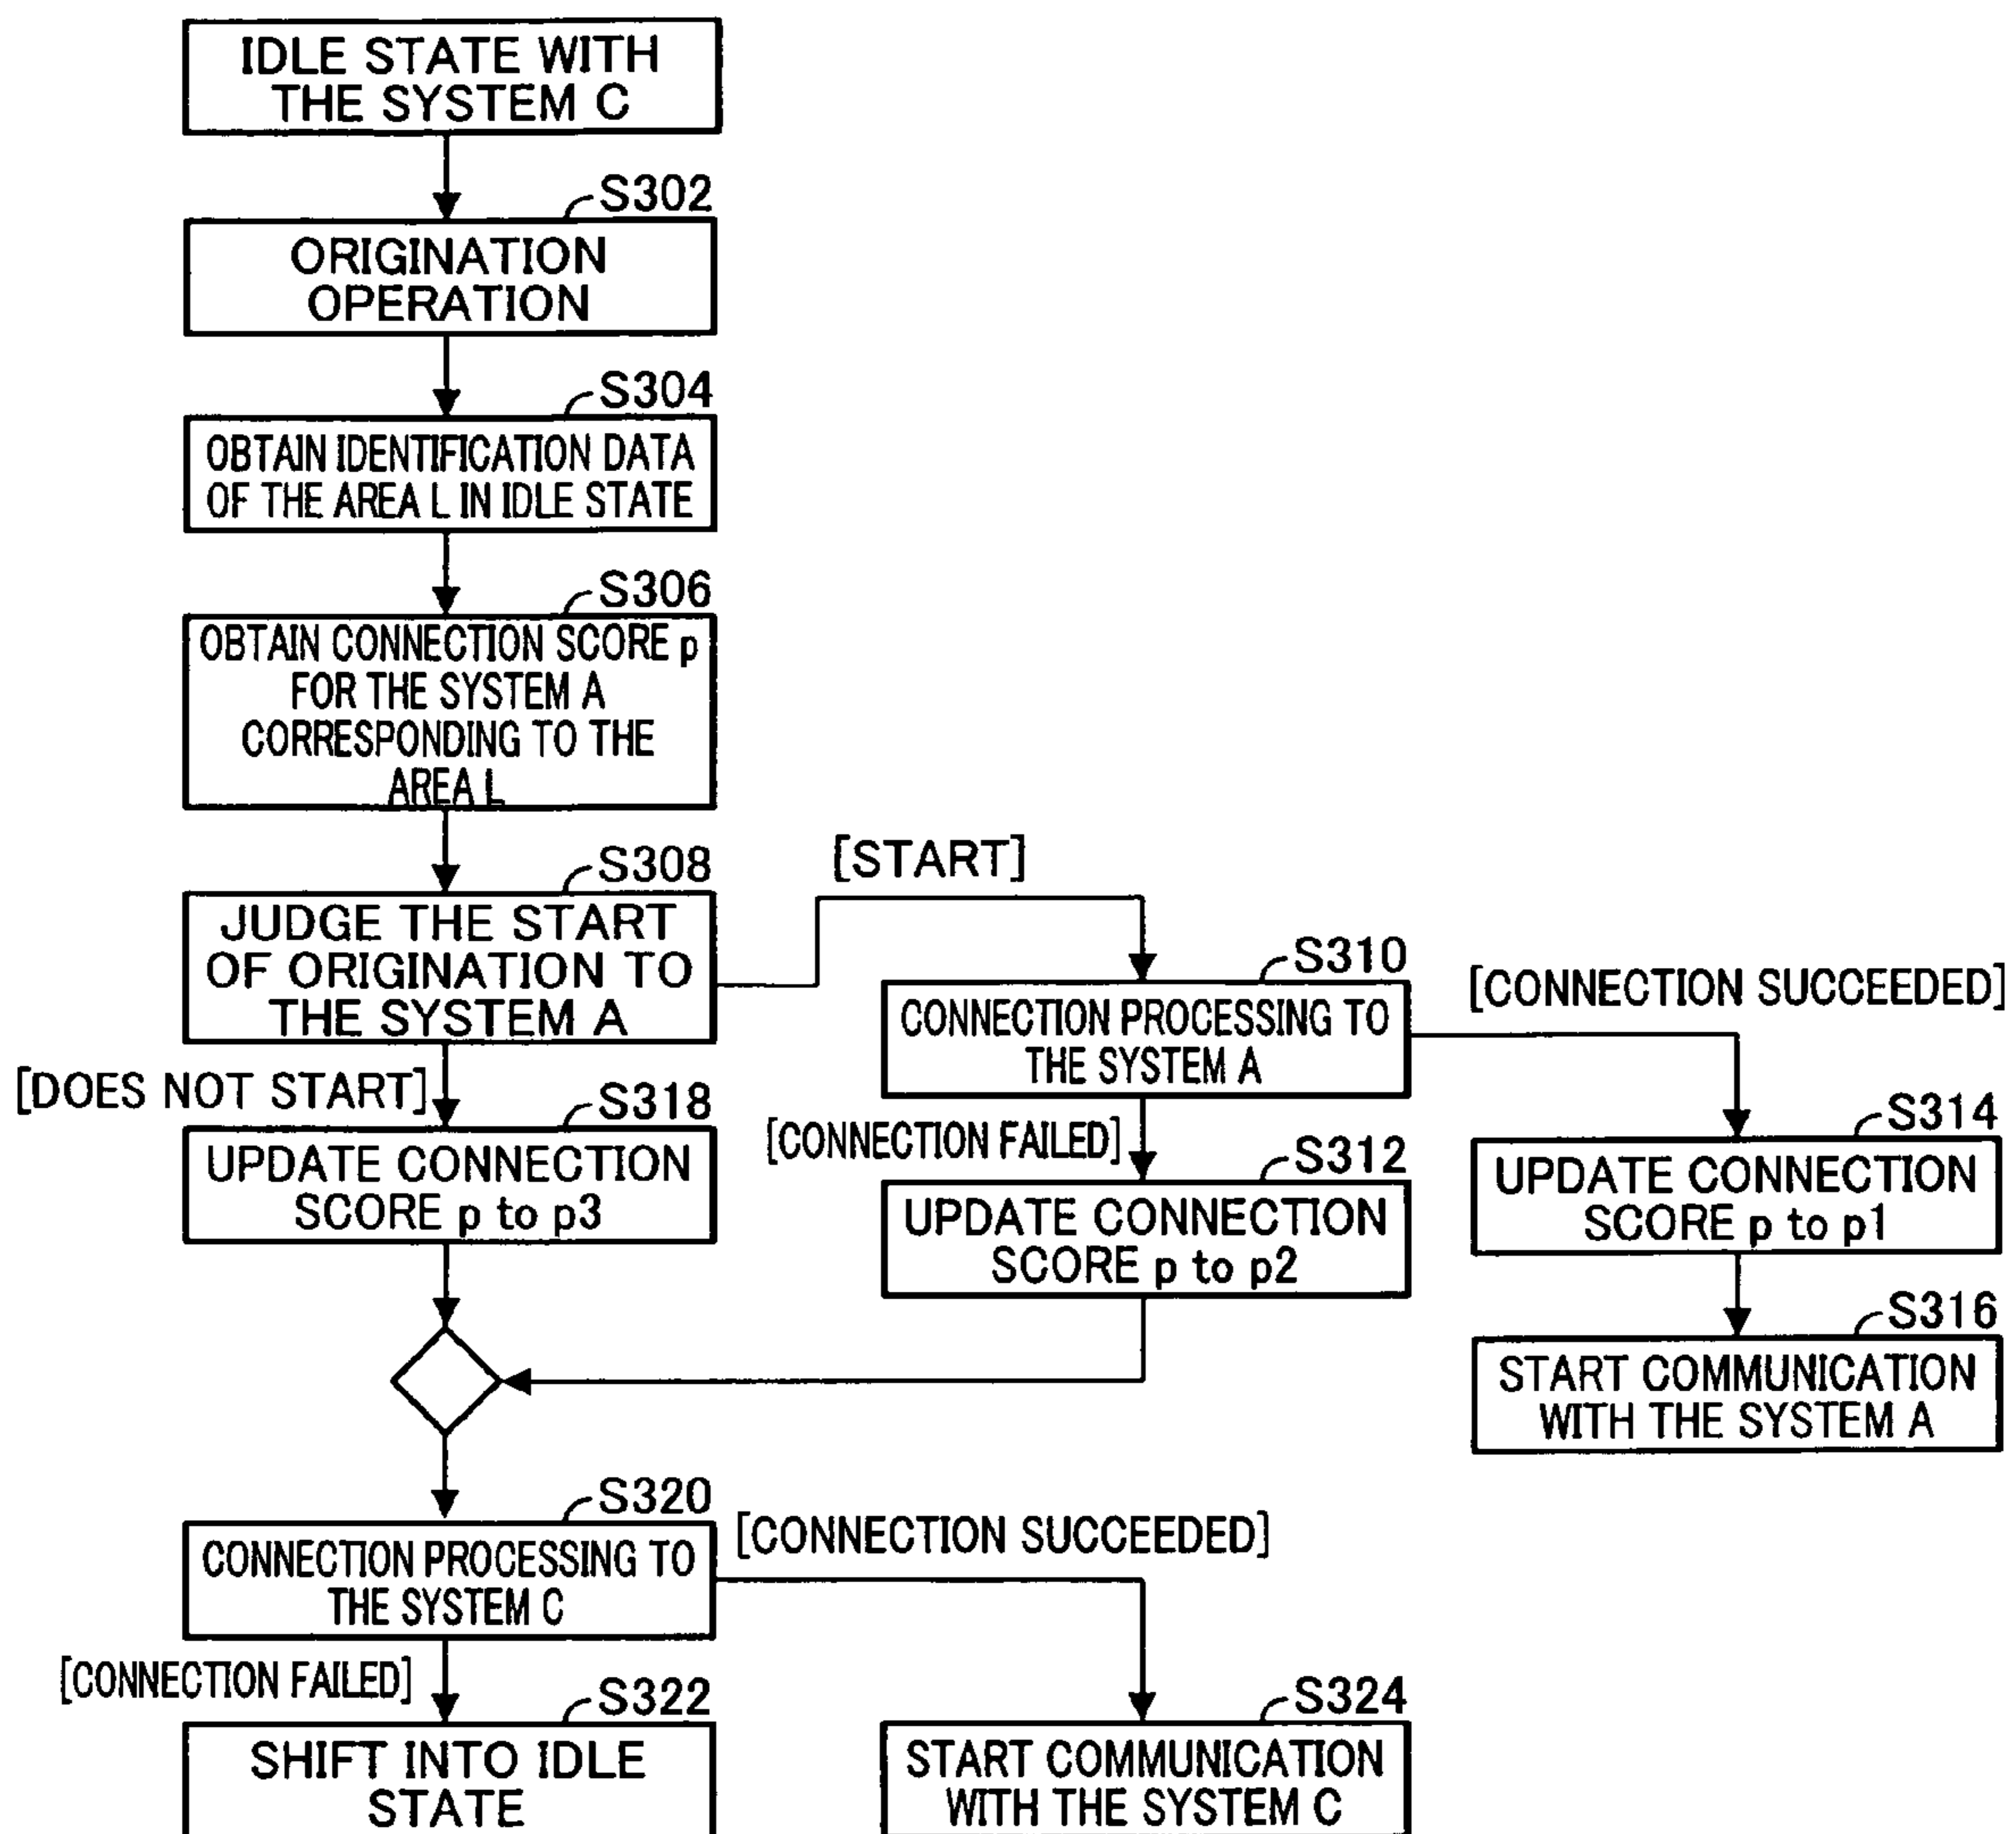 IDLE STATE WITH
THE SYSTEM C
S302
ORIGINATION
OPERATION
S304
OBTAIN IDENTIFICATION DATA
OF THE AREA L IN IDLE STATE
S306
OBTAIN CONNECTION SCORE p
FOR THE SYSTEM A
CORRESPONDING TO THE
AREA L
S308
JUDGE THE START
OF ORIGINATION TO
THE SYSTEM A
[START]
S310
CONNECTION PROCESSING TO
THE SYSTEM A
[CONNECTION SUCCEEDED]
[DOES NOT START]
S318
UPDATE CONNECTION
SCORE p to p3
[CONNECTION FAILED]
S312
UPDATE CONNECTION
SCORE p to p2
S314
UPDATE CONNECTION
SCORE p to p1
S316
START COMMUNICATION
WITH THE SYSTEM A
S320
CONNECTION PROCESSING TO
THE SYSTEM C
[CONNECTION SUCCEEDED]
[CONNECTION FAILED]
S322
SHIFT INTO IDLE
STATE
S324
START COMMUNICATION
WITH THE SYSTEM C